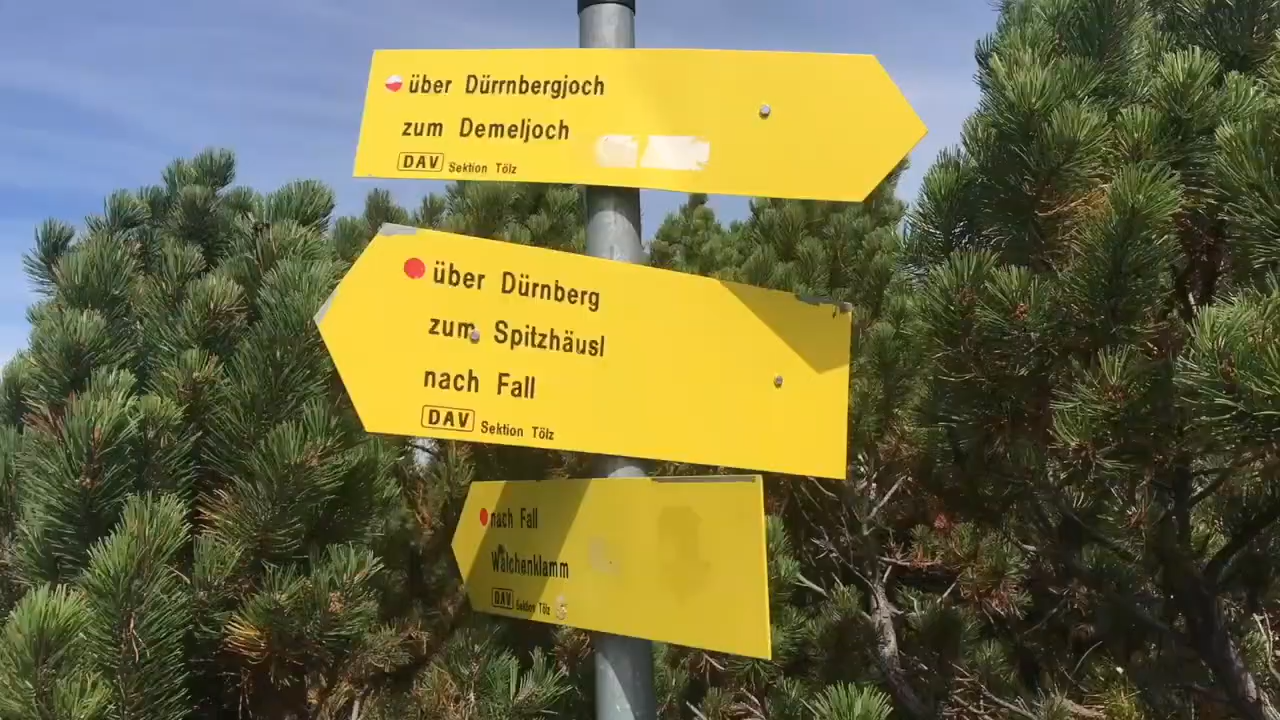 über Dürrnbergjoch
zum Demeljoch
DAV Sektion Tölz
über Dürnberg
zum Spitzhäusl
nach Fall
DAV Sektion Tölz
nach Fall
Walchenklamm
DAV Sektion Tölz